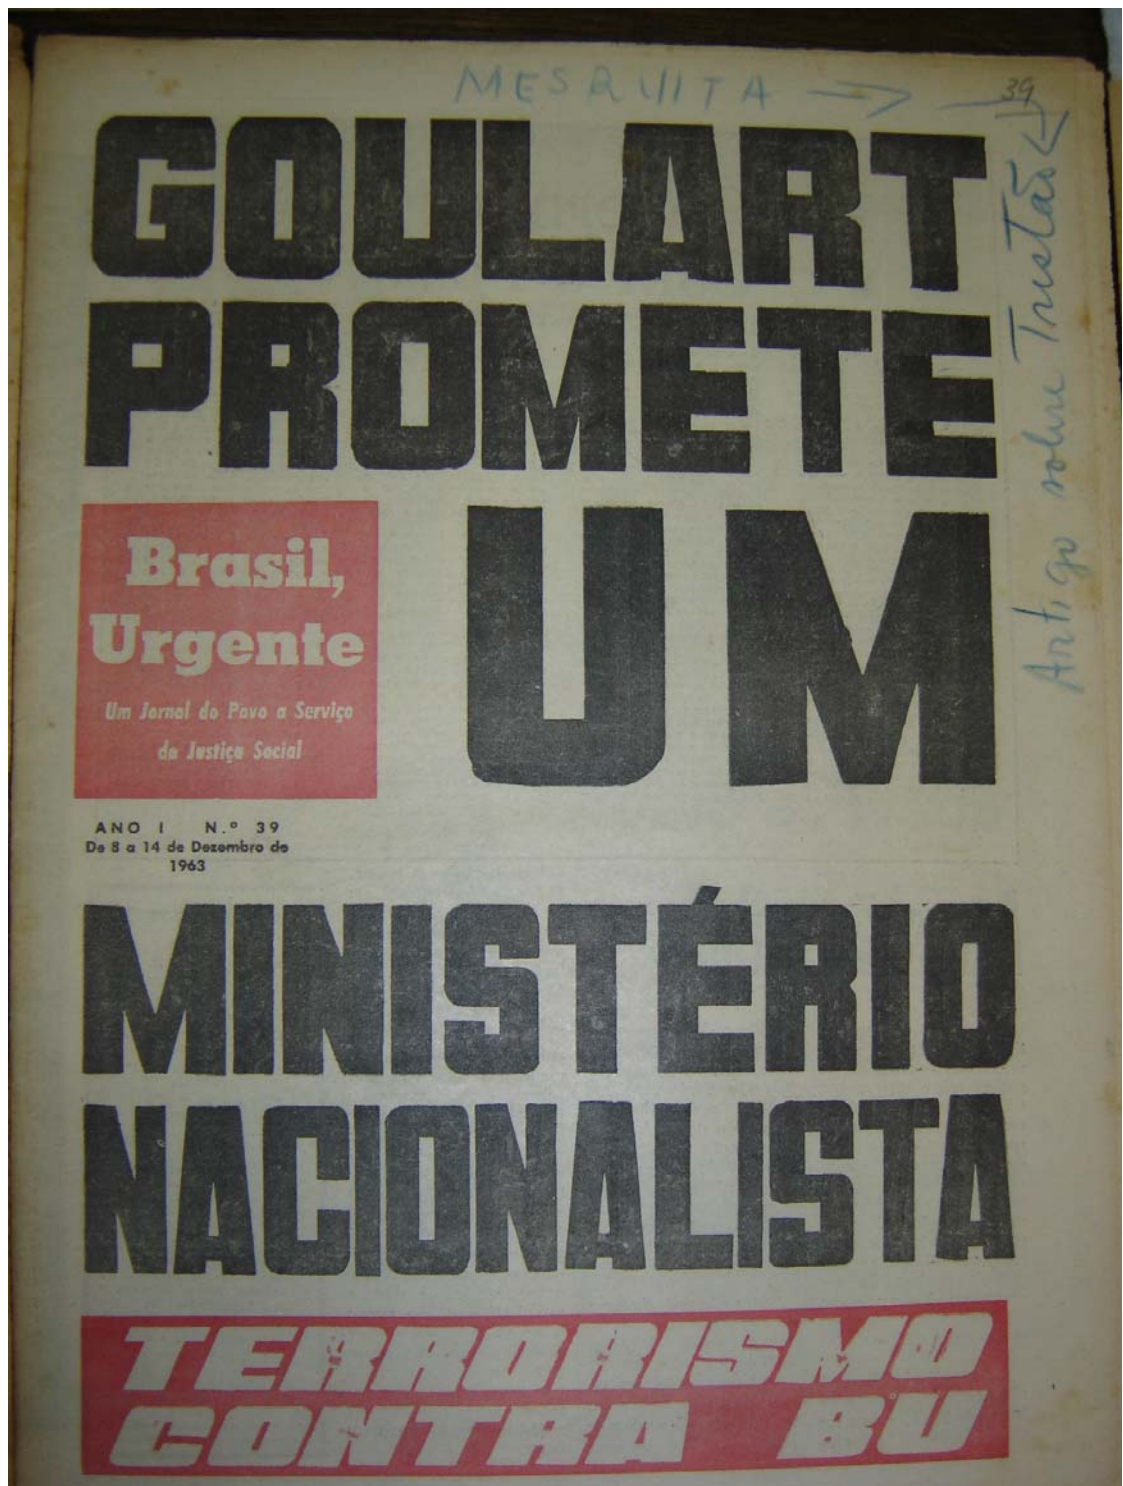 MESQUITA
39
Artigo sobre Tristão
GOULART
PROMETE
UM
Brasil,
Urgente
Um Jornal do Povo a Serviço
da Justiça Social
ANO I N.º 39
De 8 a 14 de Dezembro de
1963
MINISTÉRIO
NACIONALISTA
TERRORISMO
CONTRA BU